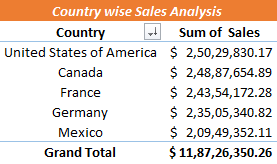 Country wise Sales Analysis
Country Sum of Sales
United States of America $ 2,50,29,830.17
Canada $ 2,48,87,654.89
France $ 2,43,54,172.28
Germany $ 2,35,05,340.82
Mexico $ 2,09,49,352.11
Grand Total $ 11,87,26,350.26